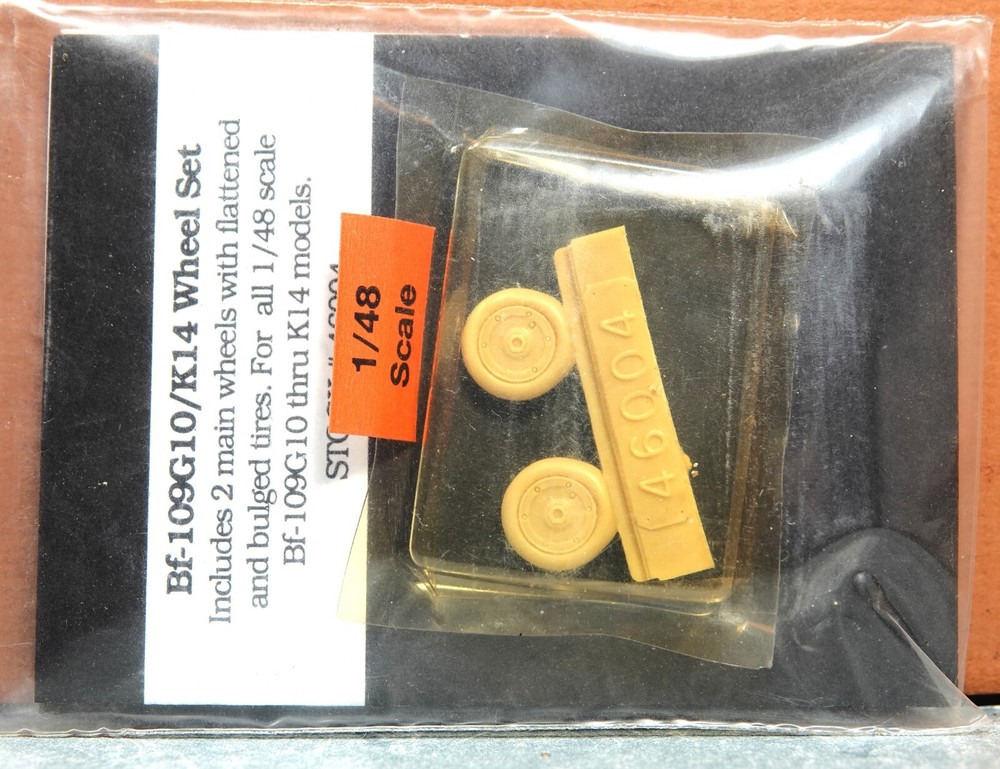 Bf-109G10/K14 Wheel Set
Includes 2 main wheels with flattened
and bulged tires. For all 1/48 scale
Bf-109G10 thru K14 models.
1/48
Scale
46004